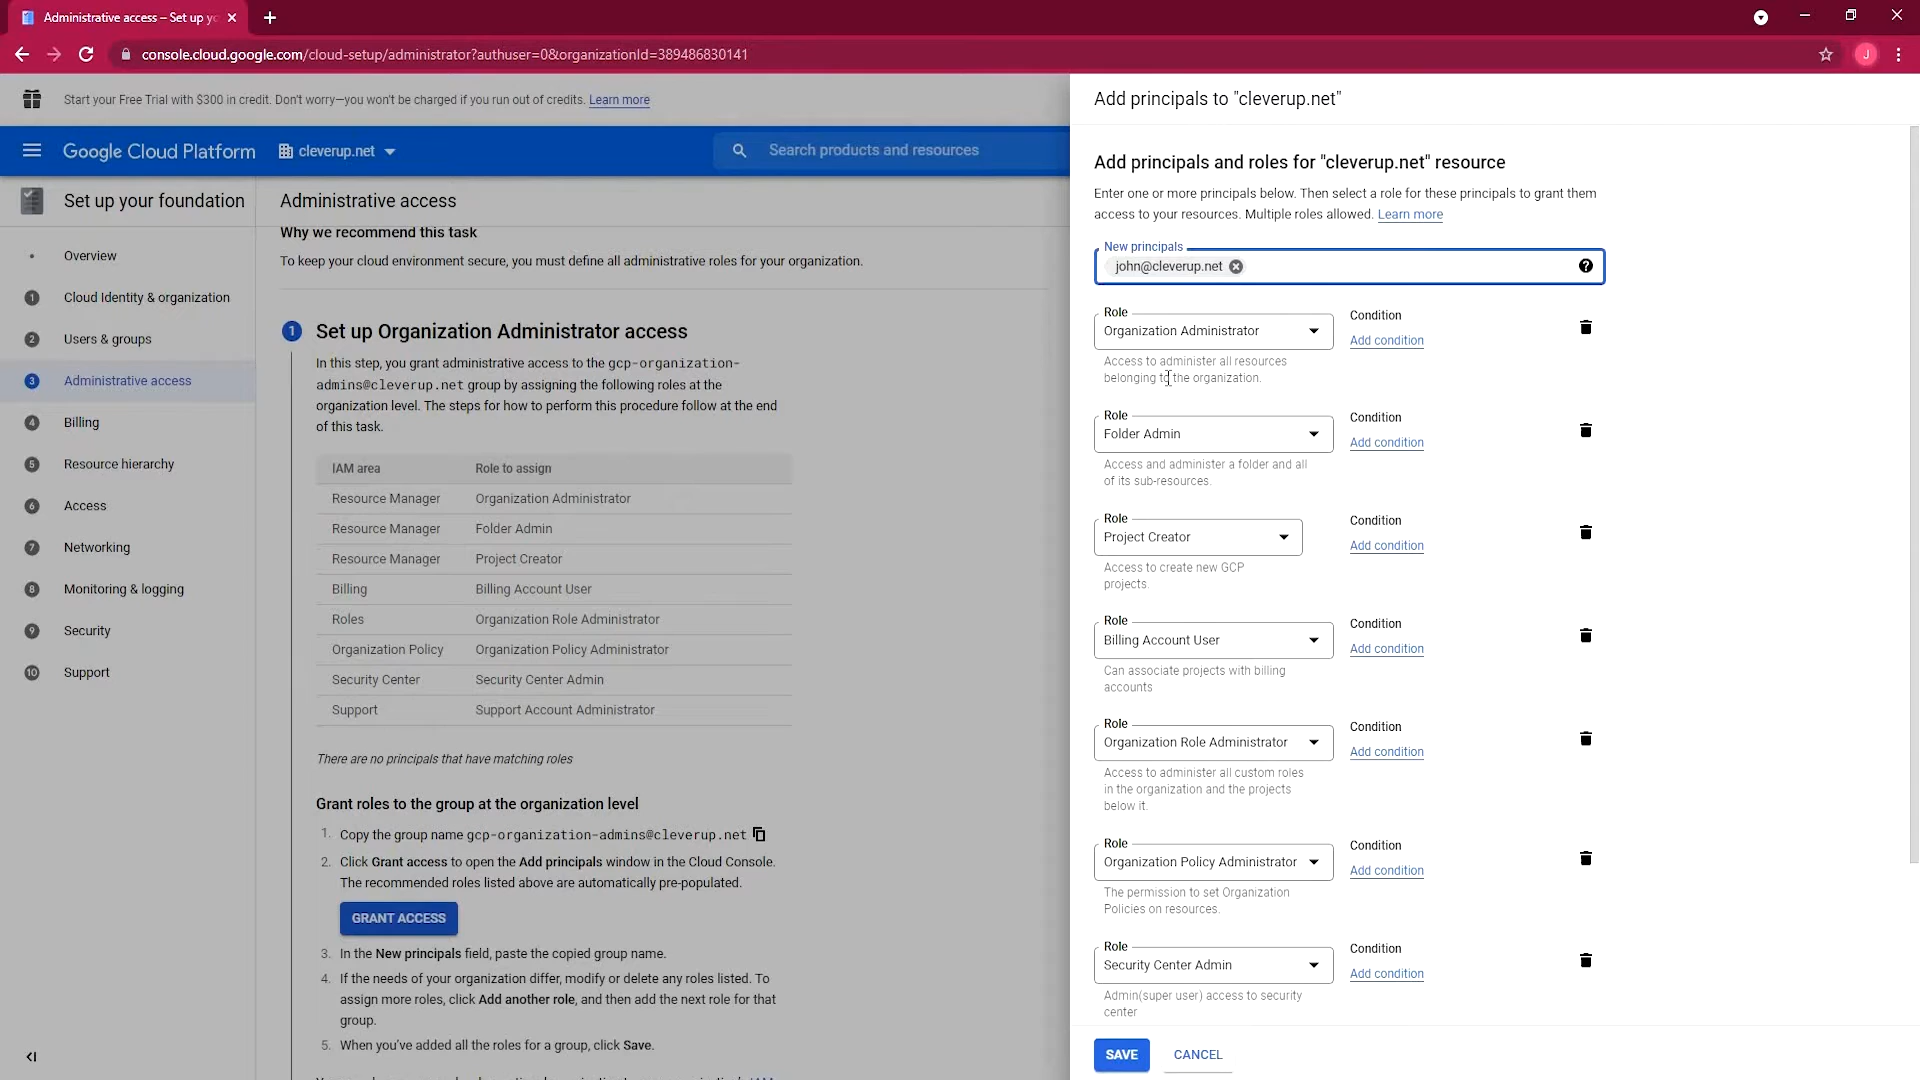 Administrative access – Set up yo
console.cloud.google.com/cloud-setup/administrator?authuser=0&organizationId=389486830141
J
Start your Free Trial with $300 in credit. Don't worry—you won't be charged if you run out of credits. Learn more
Google Cloud Platform
cleverup.net
Search products and resources
Set up your foundation
Overview
1 Cloud Identity & organization
2 Users & groups
3 Administrative access
4 Billing
5 Resource hierarchy
6 Access
7 Networking
8 Monitoring & logging
9 Security
10 Support
Administrative access
Why we recommend this task
To keep your cloud environment secure, you must define all administrative roles for your organization.
1 Set up Organization Administrator access
In this step, you grant administrative access to the gcp-organization-
admins@cleverup.net group by assigning the following roles at the
organization level. The steps for how to perform this procedure follow at the end
of this task.
IAM area Role to assign
Resource Manager Organization Administrator
Resource Manager Folder Admin
Resource Manager Project Creator
Billing Billing Account User
Roles Organization Role Administrator
Organization Policy Organization Policy Administrator
Security Center Security Center Admin
Support Support Account Administrator
There are no principals that have matching roles
Grant roles to the group at the organization level
1. Copy the group name gcp-organization-admins@cleverup.net
2. Click Grant access to open the Add principals window in the Cloud Console.
The recommended roles listed above are automatically pre-populated.
GRANT ACCESS
3. In the New principals field, paste the copied group name.
4. If the needs of your organization differ, modify or delete any roles listed. To
assign more roles, click Add another role, and then add the next role for that
group.
5. When you've added all the roles for a group, click Save.
Add principals to "cleverup.net"
Add principals and roles for "cleverup.net" resource
Enter one or more principals below. Then select a role for these principals to grant them
access to your resources. Multiple roles allowed. Learn more
New principals
john@cleverup.net
Role
Organization Administrator
Condition
Add condition
Access to administer all resources
belonging to the organization.
Role
Folder Admin
Condition
Add condition
Access and administer a folder and all
of its sub-resources.
Role
Project Creator
Condition
Add condition
Access to create new GCP
projects.
Role
Billing Account User
Condition
Add condition
Can associate projects with billing
accounts
Role
Organization Role Administrator
Condition
Add condition
Access to administer all custom roles
in the organization and the projects
below it.
Role
Organization Policy Administrator
Condition
Add condition
The permission to set Organization
Policies on resources.
Role
Security Center Admin
Condition
Add condition
Admin(super user) access to security
center
SAVE CANCEL